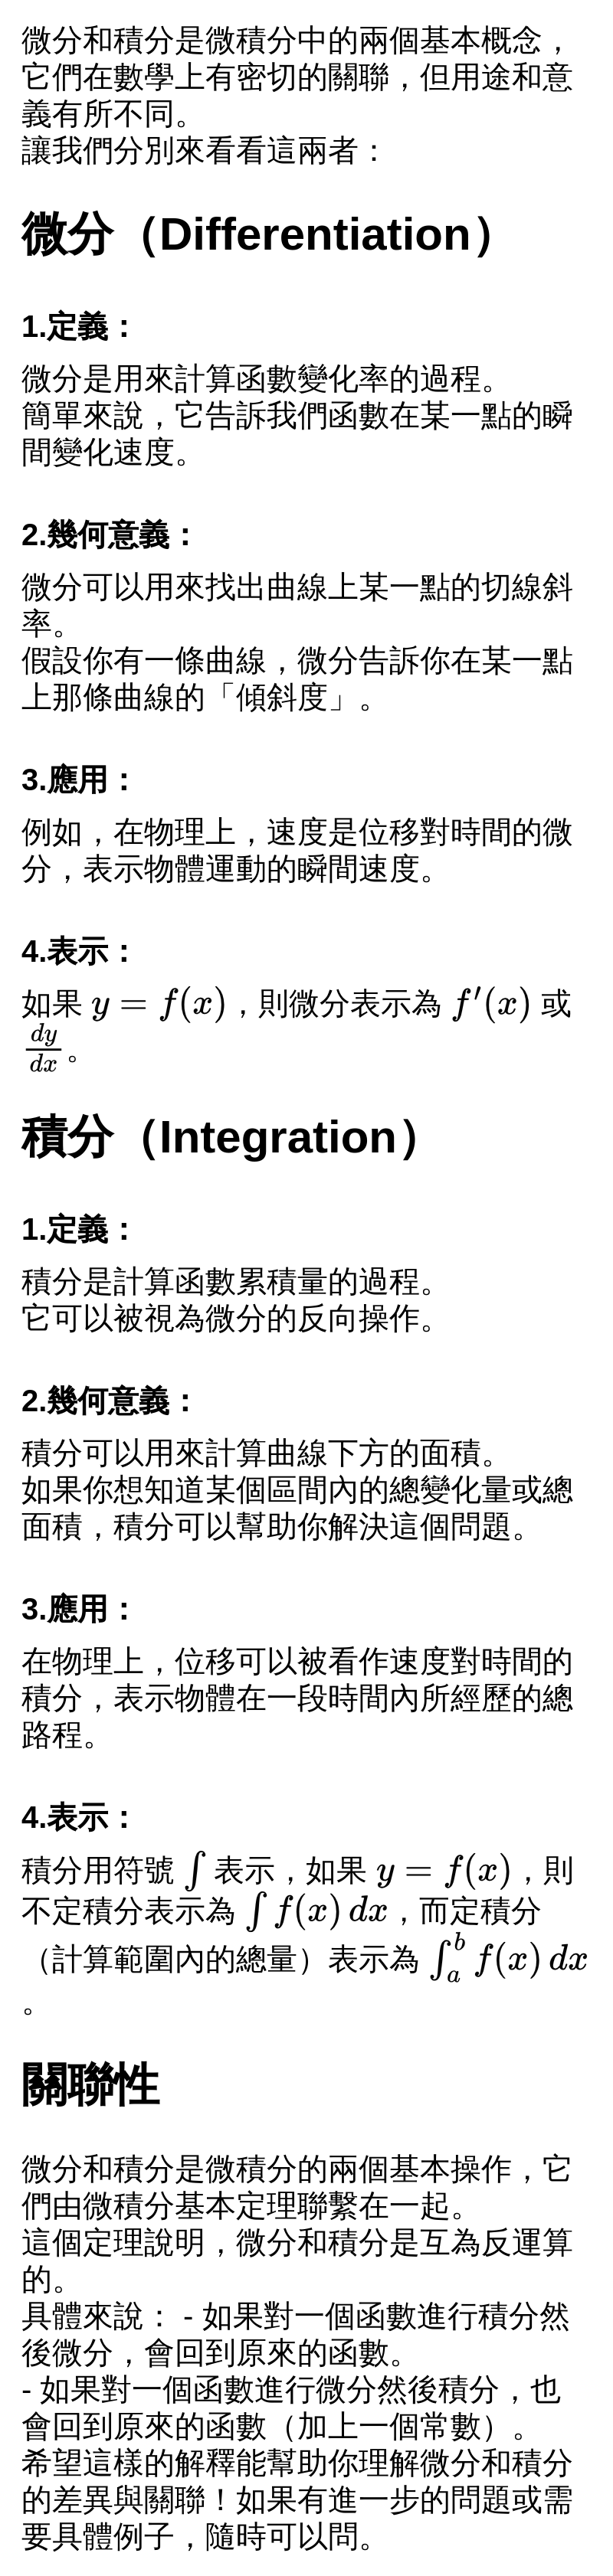 微分和積分是微積分中的兩個基本概念，
它們在數學上有密切的關聯，但用途和意
義有所不同。
讓我們分別來看看這兩者：
微分（Differentiation）
1.定義：
微分是用來計算函數變化率的過程。
簡單來說，它告訴我們函數在某一點的瞬
間變化速度。
2.幾何意義：
微分可以用來找出曲線上某一點的切線斜
率。
假設你有一條曲線，微分告訴你在某一點
上那條曲線的「傾斜度」。
3.應用：
例如，在物理上，速度是位移對時間的微
分，表示物體運動的瞬間速度。
4.表示：
如果 $y = f(x)$，則微分表示為 $f'(x)$ 或
$\frac{dy}{dx}$。
積分（Integration）
1.定義：
積分是計算函數累積量的過程。
它可以被視為微分的反向操作。
2.幾何意義：
積分可以用來計算曲線下方的面積。
如果你想知道某個區間內的總變化量或總
面積，積分可以幫助你解決這個問題。
3.應用：
在物理上，位移可以被看作速度對時間的
積分，表示物體在一段時間內所經歷的總
路程。
4.表示：
積分用符號 $\int$ 表示，如果 $y = f(x)$，則
不定積分表示為 $\int f(x)\,dx$，而定積分
（計算範圍內的總量）表示為 $\int_a^b f(x)\,dx$
。
關聯性
微分和積分是微積分的兩個基本操作，它
們由微積分基本定理聯繫在一起。
這個定理說明，微分和積分是互為反運算
的。
具體來說： - 如果對一個函數進行積分然
後微分，會回到原來的函數。
- 如果對一個函數進行微分然後積分，也
會回到原來的函數（加上一個常數）。
希望這樣的解釋能幫助你理解微分和積分
的差異與關聯！如果有進一步的問題或需
要具體例子，隨時可以問。